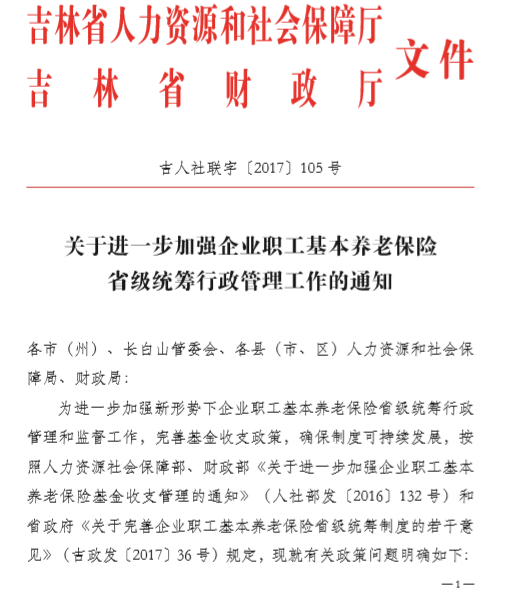 吉林省人力资源和社会保障厅
吉林省财政厅
文件
吉人社联字〔2017〕105 号
关于进一步加强企业职工基本养老保险
省级统筹行政管理工作的通知
各市（州）、长白山管委会、各县（市、区）人力资源和社会保
障局、财政局：
为进一步加强新形势下企业职工基本养老保险省级统筹行政
管理和监督工作，完善基金收支政策，确保制度可持续发展，按
照人力资源社会保障部、财政部《关于进一步加强企业职工基本
养老保险基金收支管理的通知》（人社部发〔2016〕132 号）和
省政府《关于完善企业职工基本养老保险省级统筹制度的若干意
见》（吉政发〔2017〕36 号）规定，现就有关政策问题明确如下：
—1—